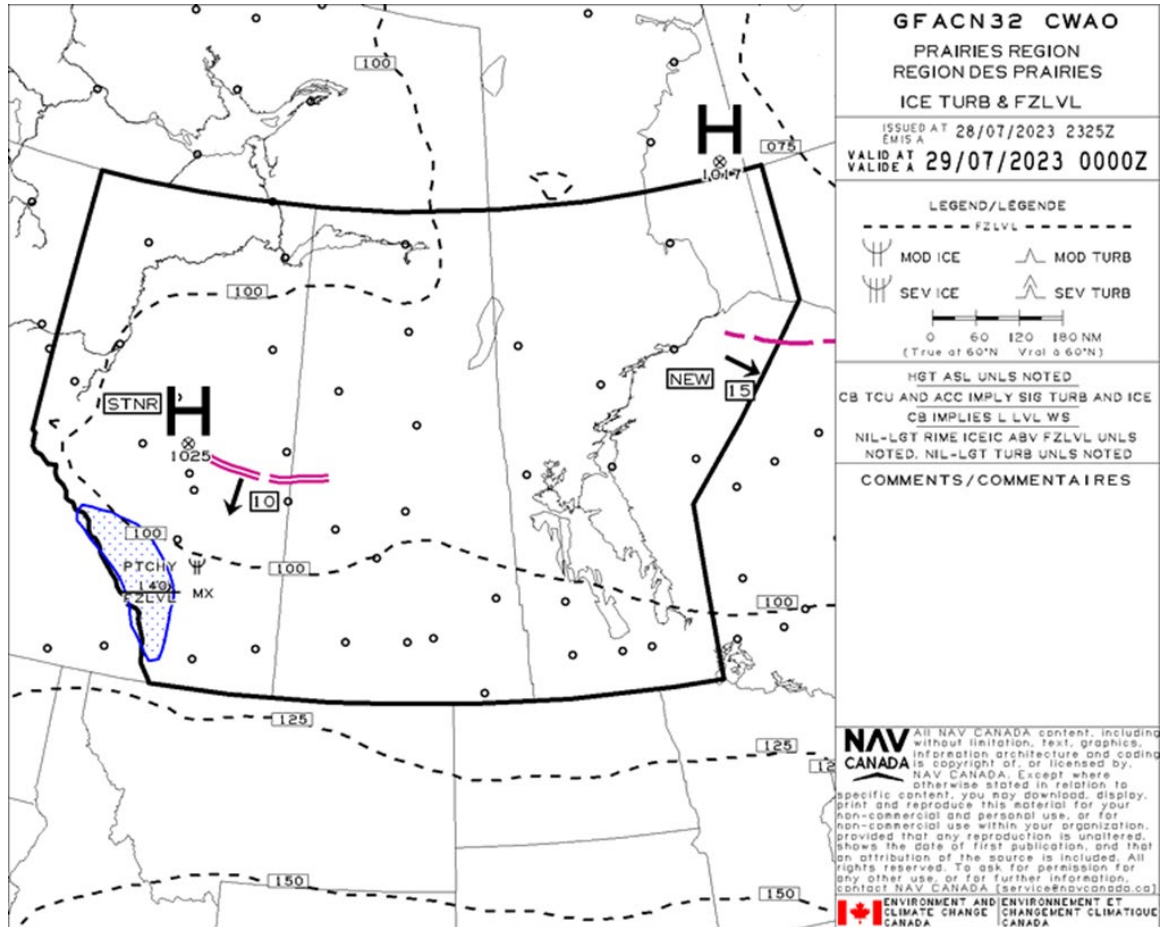 100
H
1017
075
100
STNR
H
1025
10
NEW
15
100
PTCHY
140
FZLVL
MX
100
100
125
125
12
150
150
GFACN32 CWAO
PRAIRIES REGION
REGION DES PRAIRIES
ICE TURB & FZLVL
ISSUED AT 28/07/2023 2325Z
EMIS A
VALID AT 29/07/2023 0000Z
VALIDE A
LEGEND/LÉGENDE
FZLVL
MOD ICE
MOD TURB
SEV ICE
SEV TURB
0 60 120 180 NM
(True at 60°N Vrai à 60°N)
HGT ASL UNLS NOTED
CB TCU AND ACC IMPLY SIG TURB AND ICE
CB IMPLIES L LVL WS
NIL-LGT RIME ICEIC ABV FZLVL UNLS
NOTED. NIL-LGT TURB UNLS NOTED
COMMENTS/COMMENTAIRES
NAV
CANADA
All NAV CANADA content, including
without limitation, text, graphics,
information architecture and coding
is copyright of, or licensed by,
NAV CANADA. Except where
otherwise stated in relation to
specific content, you may download, display,
print and reproduce this material for your
non-commercial and personal use, or for
non-commercial use within your organization,
provided that any reproduction is unaltered,
shows the date of first publication, and that
an attribution of the source is included. All
rights reserved. To ask for permission for
any other use, or for further information,
contact NAV CANADA [service@navcanada.ca]
ENVIRONMENT AND
CLIMATE CHANGE
CANADA
ENVIRONNEMENT ET
CHANGEMENT CLIMATIQUE
CANADA